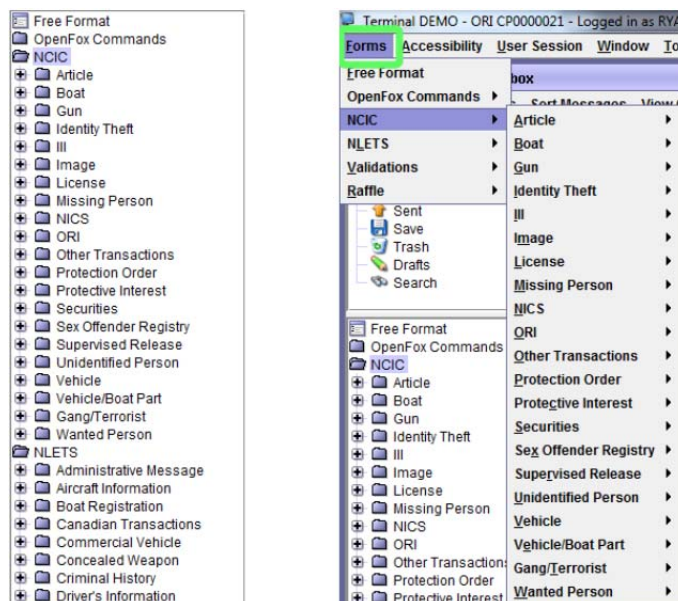 Free Format
OpenFox Commands
NCIC
Article
Boat
Gun
Identity Theft
III
Image
License
Missing Person
NICS
ORI
Other Transactions
Protection Order
Protective Interest
Securities
Sex Offender Registry
Supervised Release
Unidentified Person
Vehicle
Vehicle/Boat Part
Gang/Terrorist
Wanted Person
NLETS
Administrative Message
Aircraft Information
Boat Registration
Canadian Transactions
Commercial Vehicle
Concealed Weapon
Criminal History
Driver's Information
Terminal DEMO - ORI CP0000021 - Logged in as RYA
Forms Accessibility User Session Window To
Free Format
OpenFox Commands
NCIC
NLETS
Validations
Raffle
box
Sort Messages
Article
Boat
Gun
Identity Theft
III
Image
License
Missing Person
NICS
ORI
Other Transactions
Protection Order
Protective Interest
Securities
Sex Offender Registry
Supervised Release
Unidentified Person
Vehicle
Vehicle/Boat Part
Gang/Terrorist
Wanted Person
Sent
Save
Trash
Drafts
Search
Free Format
OpenFox Commands
NCIC
Article
Boat
Gun
Identity Theft
III
Image
License
Missing Person
NICS
ORI
Other Transaction
Protection Order
Protective Interest